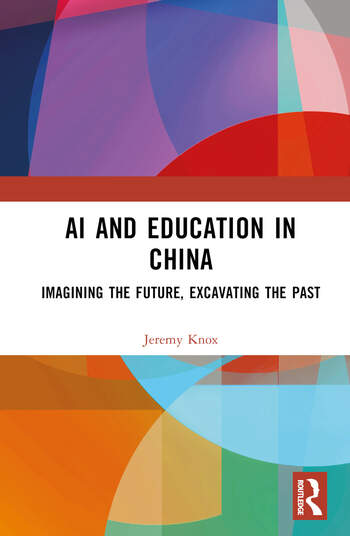 AI AND EDUCATION IN
CHINA
IMAGINING THE FUTURE, EXCAVATING THE PAST
Jeremy Knox
ROUTLEDGE